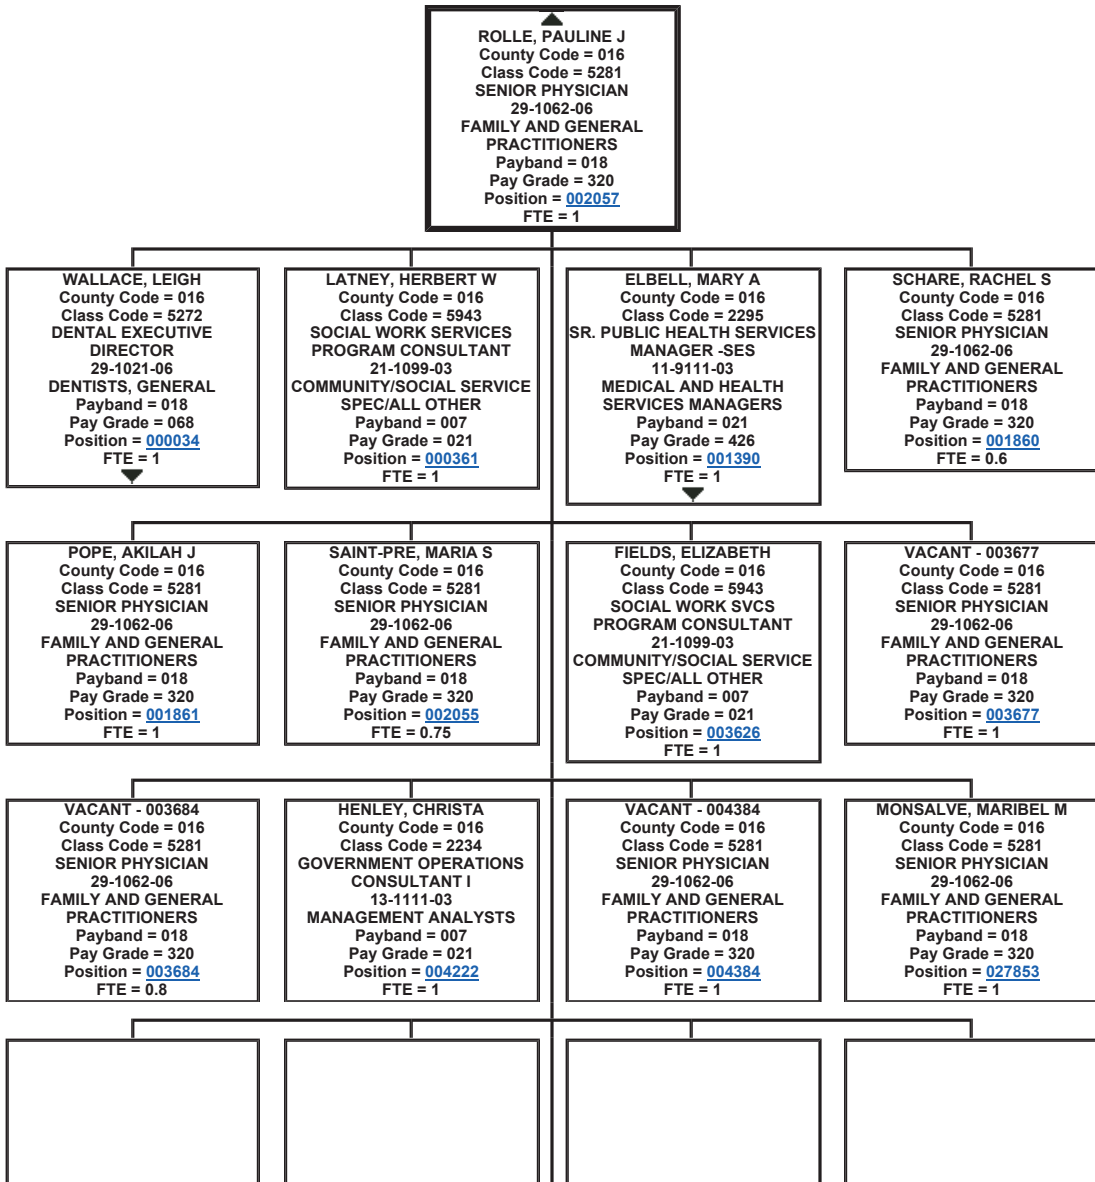 ROLLE, PAULINE J
County Code = 016
Class Code = 5281
SENIOR PHYSICIAN
29-1062-06
FAMILY AND GENERAL
PRACTITIONERS
Payband = 018
Pay Grade = 320
Position = 002057
FTE = 1
WALLACE, LEIGH
County Code = 016
Class Code = 5272
DENTAL EXECUTIVE
DIRECTOR
29-1021-06
DENTISTS, GENERAL
Payband = 018
Pay Grade = 068
Position = 000034
FTE = 1
LATNEY, HERBERT W
County Code = 016
Class Code = 5943
SOCIAL WORK SERVICES
PROGRAM CONSULTANT
21-1099-03
COMMUNITY/SOCIAL SERVICE
SPEC/ALL OTHER
Payband = 007
Pay Grade = 021
Position = 000361
FTE = 1
ELBELL, MARY A
County Code = 016
Class Code = 2295
SR. PUBLIC HEALTH SERVICES
MANAGER -SES
11-9111-03
MEDICAL AND HEALTH
SERVICES MANAGERS
Payband = 021
Pay Grade = 426
Position = 001390
FTE = 1
SCHARE, RACHEL S
County Code = 016
Class Code = 5281
SENIOR PHYSICIAN
29-1062-06
FAMILY AND GENERAL
PRACTITIONERS
Payband = 018
Pay Grade = 320
Position = 001860
FTE = 0.6
POPE, AKILAH J
County Code = 016
Class Code = 5281
SENIOR PHYSICIAN
29-1062-06
FAMILY AND GENERAL
PRACTITIONERS
Payband = 018
Pay Grade = 320
Position = 001861
FTE = 1
SAINT-PRE, MARIA S
County Code = 016
Class Code = 5281
SENIOR PHYSICIAN
29-1062-06
FAMILY AND GENERAL
PRACTITIONERS
Payband = 018
Pay Grade = 320
Position = 002055
FTE = 0.75
FIELDS, ELIZABETH
County Code = 016
Class Code = 5943
SOCIAL WORK SVCS
PROGRAM CONSULTANT
21-1099-03
COMMUNITY/SOCIAL SERVICE
SPEC/ALL OTHER
Payband = 007
Pay Grade = 021
Position = 003626
FTE = 1
VACANT - 003677
County Code = 016
Class Code = 5281
SENIOR PHYSICIAN
29-1062-06
FAMILY AND GENERAL
PRACTITIONERS
Payband = 018
Pay Grade = 320
Position = 003677
FTE = 1
VACANT - 003684
County Code = 016
Class Code = 5281
SENIOR PHYSICIAN
29-1062-06
FAMILY AND GENERAL
PRACTITIONERS
Payband = 018
Pay Grade = 320
Position = 003684
FTE = 0.8
HENLEY, CHRISTA
County Code = 016
Class Code = 2234
GOVERNMENT OPERATIONS
CONSULTANT I
13-1111-03
MANAGEMENT ANALYSTS
Payband = 007
Pay Grade = 021
Position = 004222
FTE = 1
VACANT - 004384
County Code = 016
Class Code = 5281
SENIOR PHYSICIAN
29-1062-06
FAMILY AND GENERAL
PRACTITIONERS
Payband = 018
Pay Grade = 320
Position = 004384
FTE = 1
MONSALVE, MARIBEL M
County Code = 016
Class Code = 5281
SENIOR PHYSICIAN
29-1062-06
FAMILY AND GENERAL
PRACTITIONERS
Payband = 018
Pay Grade = 320
Position = 027853
FTE = 1